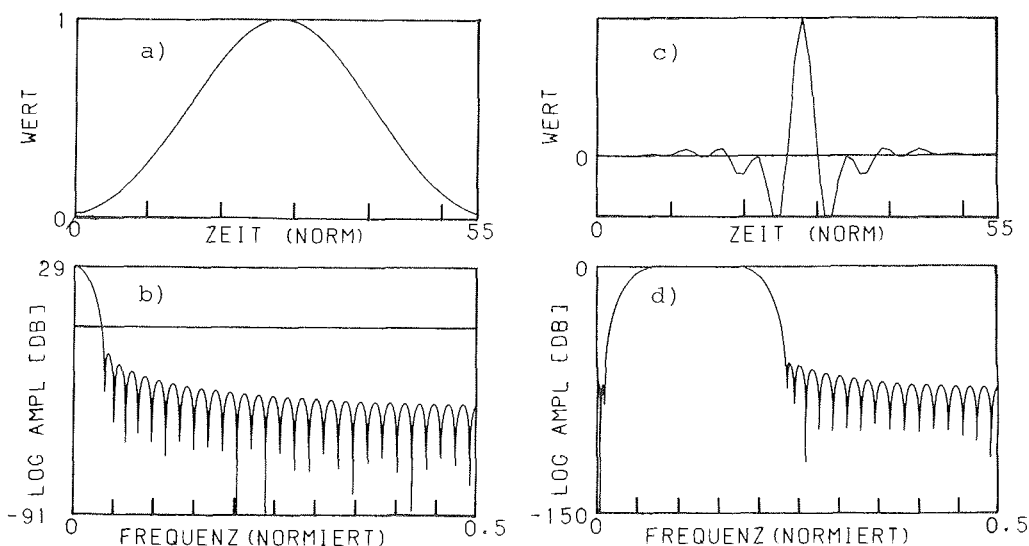 1
a)
WERT
0
0
ZEIT (NORM)
55
c)
WERT
0
0
ZEIT (NORM)
55
29
b)
LOG AMPL [DB]
-91
0
FREQUENZ (NORMIERT)
0.5
0
d)
LOG AMPL [DB]
-150
0
FREQUENZ (NORMIERT)
0.5